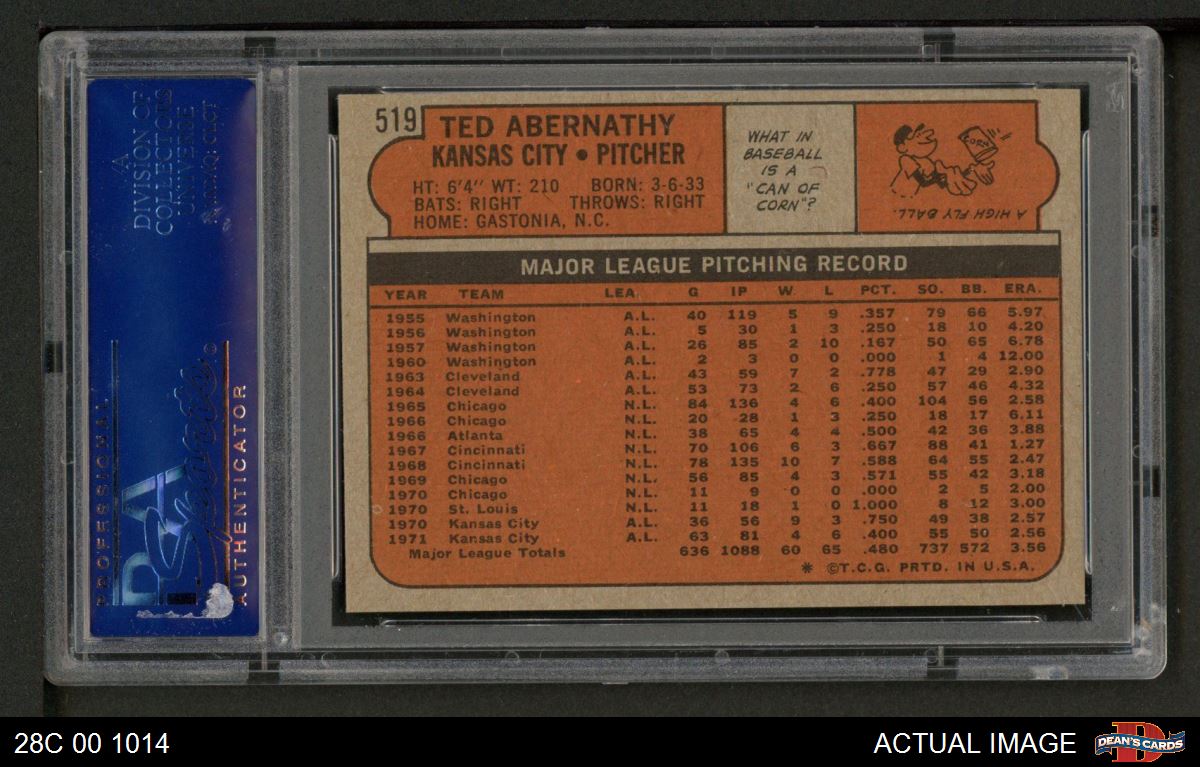 A
DIVISION OF
COLLECTORS
UNIVERSE
NASDAQ: CLCT
PROFESSIONAL
PSA
Sports
AUTHENTICATOR
519
TED ABERNATHY
KANSAS CITY • PITCHER
HT: 6'4" WT: 210 BORN: 3-6-33
BATS: RIGHT THROWS: RIGHT
HOME: GASTONIA, N.C.
WHAT IN
BASEBALL
IS A
"CAN OF
CORN"?
CORN
A HIGH FLY BALL.
MAJOR LEAGUE PITCHING RECORD
YEAR TEAM LEA. G IP W. L PCT. SO. BB. ERA.
1955 Washington A.L. 40 119 5 9 .357 79 66 5.97
1956 Washington A.L. 5 30 1 3 .250 18 10 4.20
1957 Washington A.L. 26 85 2 10 .167 50 65 6.78
1960 Washington A.L. 2 3 0 0 .000 1 4 12.00
1963 Cleveland A.L. 43 59 7 2 .778 47 29 2.90
1964 Cleveland A.L. 53 73 2 6 .250 57 46 4.32
1965 Chicago N.L. 84 136 4 6 .400 104 56 2.58
1966 Chicago N.L. 20 28 1 3 .250 18 17 6.11
1966 Atlanta N.L. 38 65 4 4 .500 42 36 3.88
1967 Cincinnati N.L. 70 106 6 3 .667 88 41 1.27
1968 Cincinnati N.L. 78 135 10 7 .588 64 55 2.47
1969 Chicago N.L. 56 85 4 3 .571 55 42 3.18
1970 Chicago N.L. 11 9 0 0 .000 2 5 2.00
1970 St. Louis N.L. 11 18 1 0 1.000 8 12 3.00
1970 Kansas City A.L. 36 56 9 3 .750 49 38 2.57
1971 Kansas City A.L. 63 81 4 6 .400 55 50 2.56
Major League Totals 636 1088 60 65 .480 737 572 3.56
* ©T.C.G. PRTD. IN U.S.A.
28C 00 1014
ACTUAL IMAGE
DEAN'S CARDS